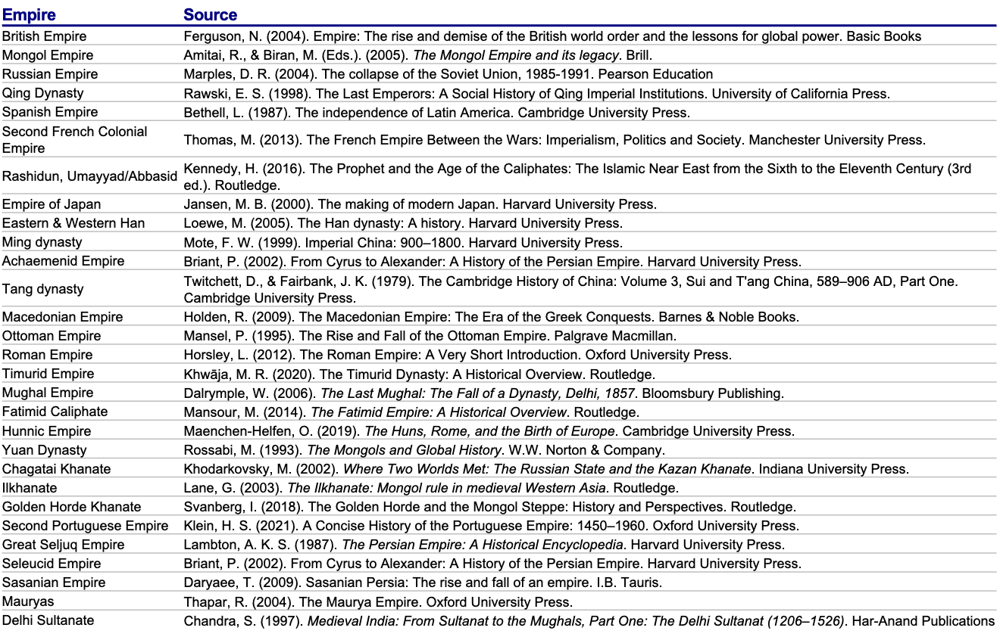 Empire Source
British Empire Ferguson, N. (2004). Empire: The rise and demise of the British world order and the lessons for global power. Basic Books
Mongol Empire Amitai, R., & Biran, M. (Eds.). (2005). The Mongol Empire and its legacy. Brill.
Russian Empire Marples, D. R. (2004). The collapse of the Soviet Union, 1985-1991. Pearson Education
Qing Dynasty Rawski, E. S. (1998). The Last Emperors: A Social History of Qing Imperial Institutions. University of California Press.
Spanish Empire Bethell, L. (1987). The independence of Latin America. Cambridge University Press.
Second French Colonial
Empire
Thomas, M. (2013). The French Empire Between the Wars: Imperialism, Politics and Society. Manchester University Press.
Rashidun, Umayyad/Abbasid
Kennedy, H. (2016). The Prophet and the Age of the Caliphates: The Islamic Near East from the Sixth to the Eleventh Century (3rd
ed.). Routledge.
Empire of Japan Jansen, M. B. (2000). The making of modern Japan. Harvard University Press.
Eastern & Western Han Loewe, M. (2005). The Han dynasty: A history. Harvard University Press.
Ming dynasty Mote, F. W. (1999). Imperial China: 900–1800. Harvard University Press.
Achaemenid Empire Briant, P. (2002). From Cyrus to Alexander: A History of the Persian Empire. Harvard University Press.
Tang dynasty
Twitchett, D., & Fairbank, J. K. (1979). The Cambridge History of China: Volume 3, Sui and T'ang China, 589–906 AD, Part One.
Cambridge University Press.
Macedonian Empire Holden, R. (2009). The Macedonian Empire: The Era of the Greek Conquests. Barnes & Noble Books.
Ottoman Empire Mansel, P. (1995). The Rise and Fall of the Ottoman Empire. Palgrave Macmillan.
Roman Empire Horsley, L. (2012). The Roman Empire: A Very Short Introduction. Oxford University Press.
Timurid Empire Khwāja, M. R. (2020). The Timurid Dynasty: A Historical Overview. Routledge.
Mughal Empire Dalrymple, W. (2006). The Last Mughal: The Fall of a Dynasty, Delhi, 1857. Bloomsbury Publishing.
Fatimid Caliphate Mansour, M. (2014). The Fatimid Empire: A Historical Overview. Routledge.
Hunnic Empire Maenchen-Helfen, O. (2019). The Huns, Rome, and the Birth of Europe. Cambridge University Press.
Yuan Dynasty Rossabi, M. (1993). The Mongols and Global History. W.W. Norton & Company.
Chagatai Khanate Khodarkovsky, M. (2002). Where Two Worlds Met: The Russian State and the Kazan Khanate. Indiana University Press.
Ilkhanate Lane, G. (2003). The Ilkhanate: Mongol rule in medieval Western Asia. Routledge.
Golden Horde Khanate Svanberg, I. (2018). The Golden Horde and the Mongol Steppe: History and Perspectives. Routledge.
Second Portuguese Empire Klein, H. S. (2021). A Concise History of the Portuguese Empire: 1450–1960. Oxford University Press.
Great Seljuq Empire Lambton, A. K. S. (1987). The Persian Empire: A Historical Encyclopedia. Harvard University Press.
Seleucid Empire Briant, P. (2002). From Cyrus to Alexander: A History of the Persian Empire. Harvard University Press.
Sasanian Empire Daryaee, T. (2009). Sasanian Persia: The rise and fall of an empire. I.B. Tauris.
Mauryas Thapar, R. (2004). The Maurya Empire. Oxford University Press.
Delhi Sultanate Chandra, S. (1997). Medieval India: From Sultanat to the Mughals, Part One: The Delhi Sultanat (1206–1526). Har-Anand Publications